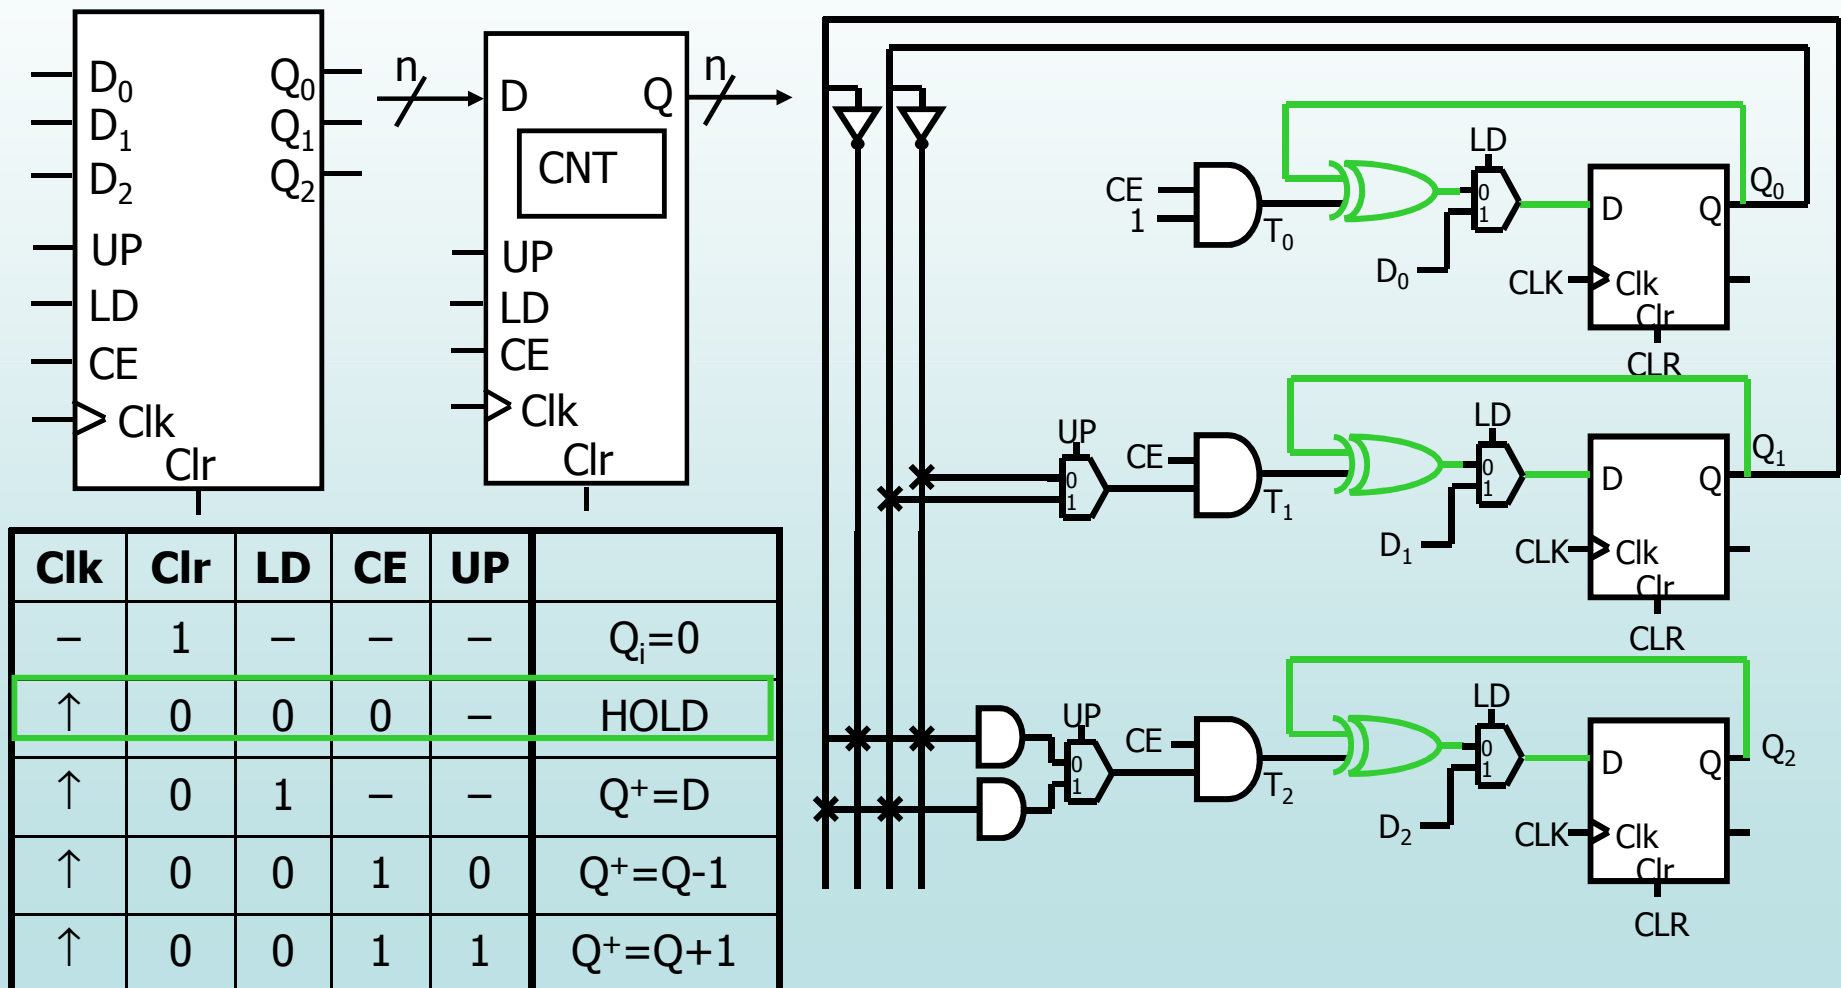 D₀ Q₀
D₁ Q₁
D₂ Q₂
UP
LD
CE
Clk
Clr
n
D Q
n
CNT
UP
LD
CE
Clk
Clr
Clk Clr LD CE UP
– 1 – – – Qᵢ=0
↑ 0 0 0 – HOLD
↑ 0 1 – – Q⁺=D
↑ 0 0 1 0 Q⁺=Q-1
↑ 0 0 1 1 Q⁺=Q+1
LD
CE
1
T₀
0
1
D₀
D Q
Q₀
CLK
Clk
Clr
CLR
UP
0
1
CE
T₁
LD
0
1
D₁
D Q
Q₁
CLK
Clk
Clr
CLR
UP
0
1
CE
T₂
LD
0
1
D₂
D Q
Q₂
CLK
Clk
Clr
CLR